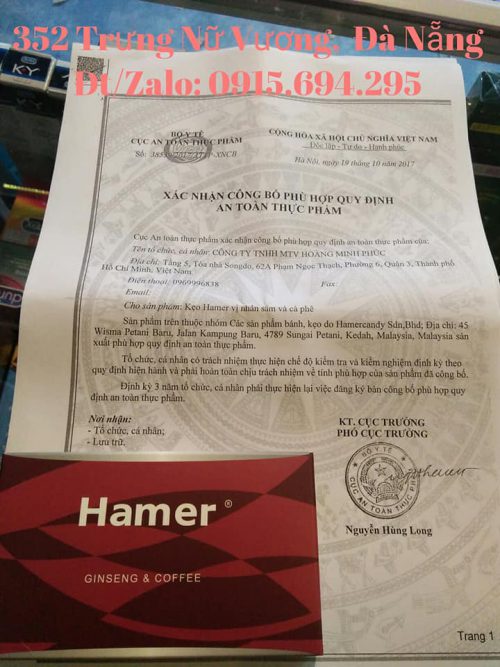 352 Trưng Nữ Vương, Đà Nẵng
Đt/Zalo: 0915.694.295
KY
BỘ Y TẾ
CỤC AN TOÀN THỰC PHẨM
CỘNG HÒA XÃ HỘI CHỦ NGHĨA VIỆT NAM
Độc lập - Tự do - Hạnh phúc
Hà Nội, ngày 19 tháng 10 năm 2017
XÁC NHẬN CÔNG BỐ PHÙ HỢP QUY ĐỊNH
AN TOÀN THỰC PHẨM
Cục An toàn thực phẩm xác nhận công bố phù hợp quy định an toàn thực phẩm của:
Tên tổ chức, cá nhân: CÔNG TY TNHH MTV HOÀNG MINH PHÚC
Địa chỉ: Tầng 5, Tòa nhà Songdo, 62A Phạm Ngọc Thạch, Phường 6, Quận 3, Thành phố
Hồ Chí Minh, Việt Nam
Điện thoại: 0969996838 Fax:
Email:
Cho sản phẩm: Kẹo Hamer vị nhân sâm và cà phê
Sản phẩm trên thuộc nhóm Các sản phẩm bánh, kẹo do Hamercandy Sdn,Bhd; Địa chỉ: 45
Wisma Petani Baru, Jalan Kampung Baru, 4789 Sungai Petani, Kedah, Malaysia, Malaysia sản
xuất phù hợp quy định an toàn thực phẩm.
Tổ chức, cá nhân có trách nhiệm thực hiện chế độ kiểm tra và kiểm nghiệm định kỳ theo
quy định hiện hành và phải hoàn toàn chịu trách nhiệm về tính phù hợp của sản phẩm đã công bố.
Định kỳ 3 năm tổ chức, cá nhân phải thực hiện lại việc đăng ký bản công bố phù hợp quy
định an toàn thực phẩm.
Nơi nhận:
- Tổ chức, cá nhân;
- Lưu trữ.
KT. CỤC TRƯỞNG
PHÓ CỤC TRƯỞNG
BỘ Y TẾ
CỤC AN TOÀN THỰC PHẨM
Nguyễn Hùng Long
Hamer®
GINSENG & COFFEE
Trang 1